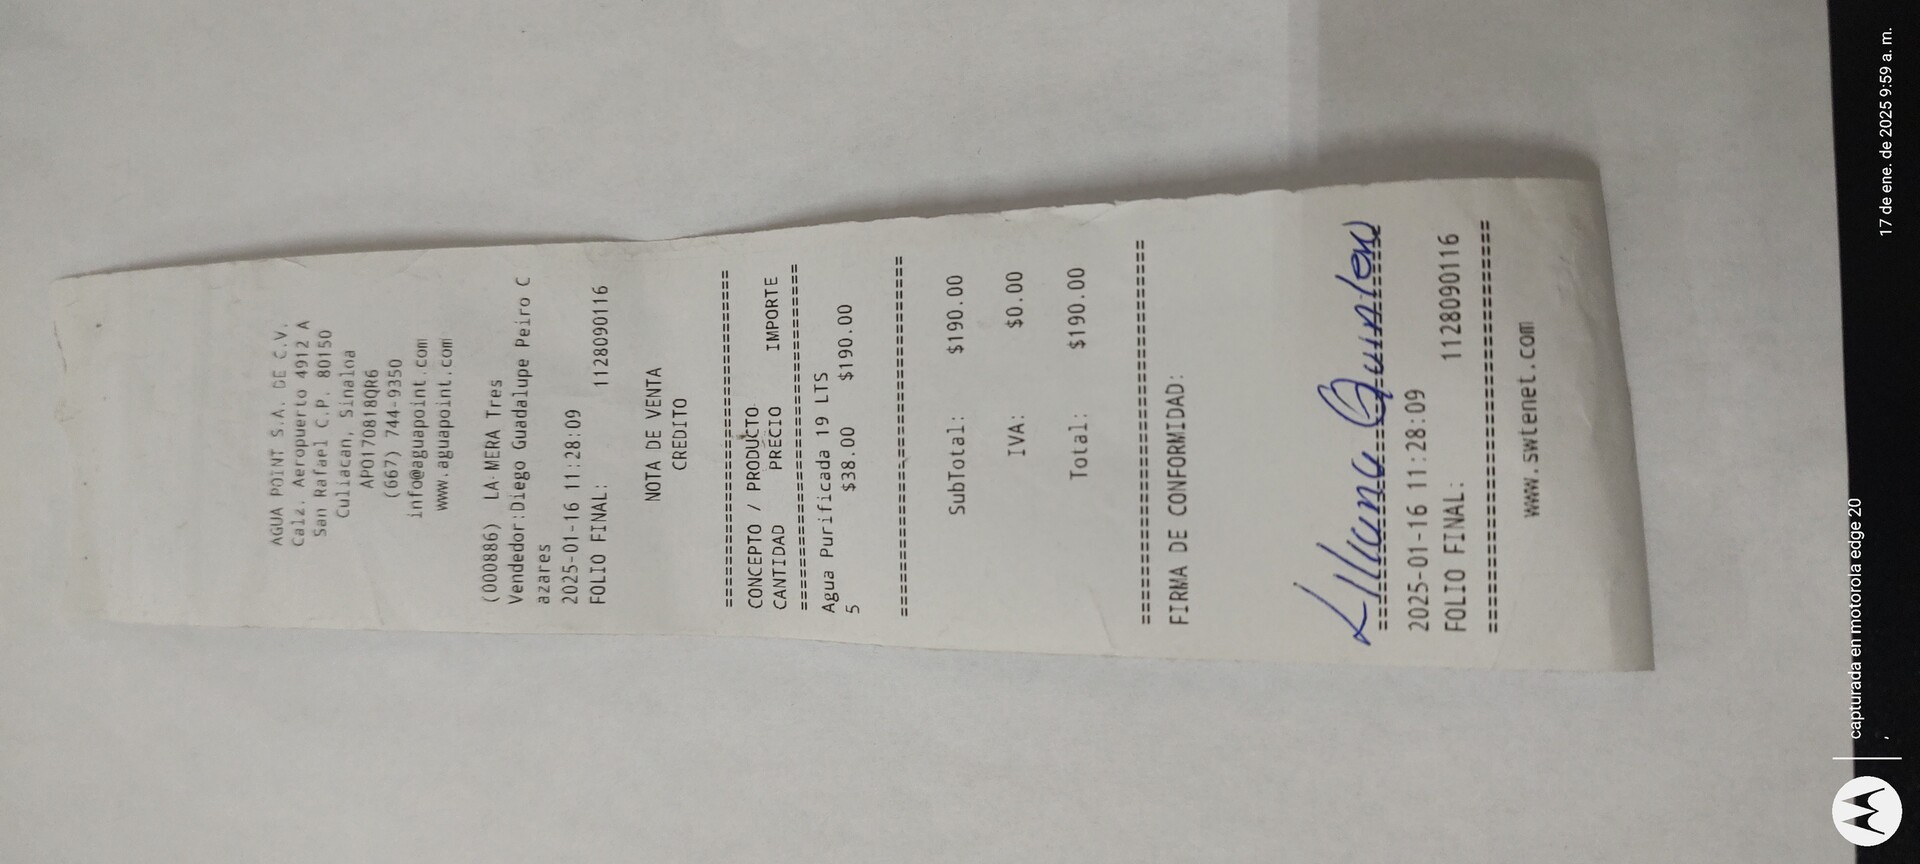 AGUA POINT S.A. DE C.V.
Calz. Aeropuerto 4912 A
San Rafael C.P. 80150
Culiacan, Sinaloa
APO170818QR6
(667) 744-9350
info@aguapoint.com
www.aguapoint.com
(000886) LA MERA Tres
Vendedor:Diego Guadalupe Peiro C
azares
2025-01-16 11:28:09
FOLIO FINAL: 1128090116
NOTA DE VENTA
CREDITO
================================
CONCEPTO / PRODUCTO
CANTIDAD PRECIO IMPORTE
================================
Agua Purificada 19 LTS
5 $38.00 $190.00
================================
SubTotal: $190.00
IVA: $0.00
Total: $190.00
================================
FIRMA DE CONFORMIDAD:
Liliana
================================
2025-01-16 11:28:09
FOLIO FINAL: 1128090116
================================
www.swtenet.com
capturada en motorola edge 20
17 de ene. de 2025 9:59 a. m.